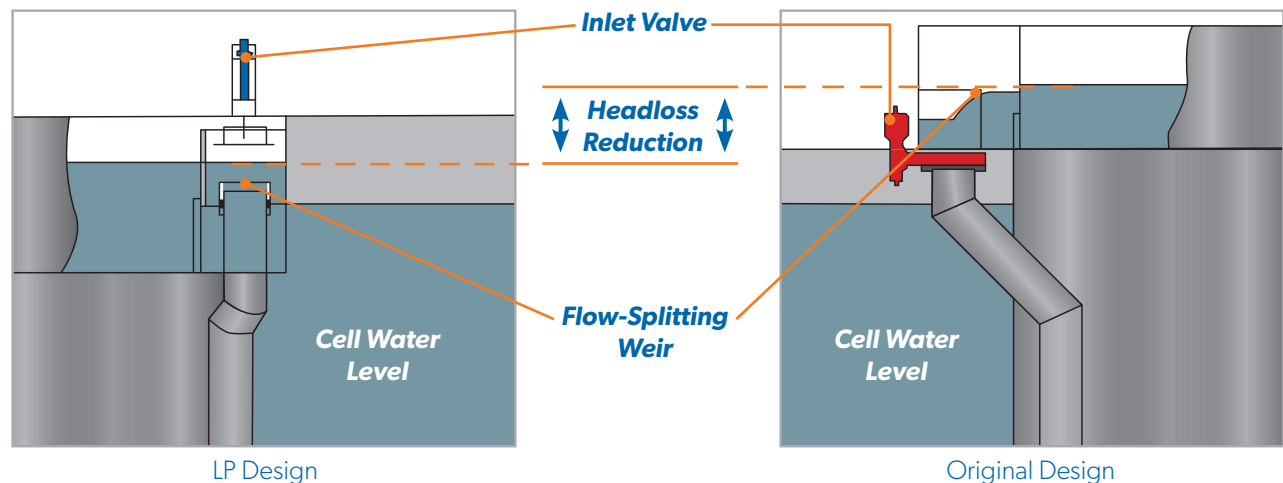 Inlet Valve
Headloss
Reduction
Flow-Splitting
Weir
Cell Water
Level
Cell Water
Level
LP Design
Original Design